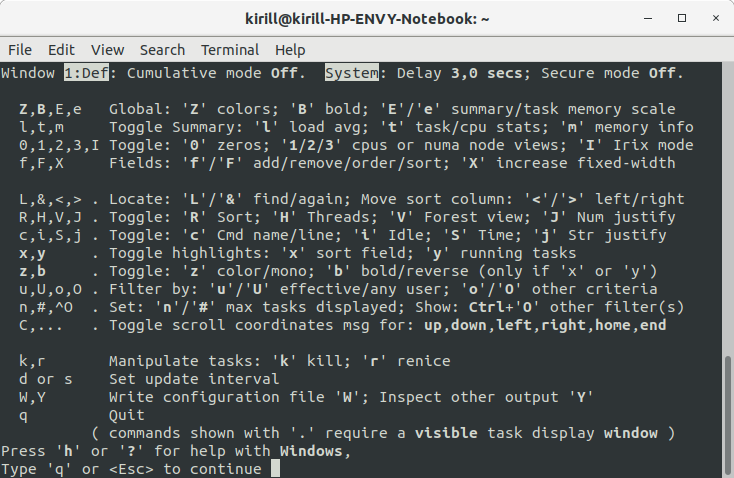 kirill@kirill-HP-ENVY-Notebook: ~
File Edit View Search Terminal Help
Window 1:Def: Cumulative mode Off. System: Delay 3,0 secs; Secure mode Off.
Z,B,E,e Global: 'Z' colors; 'B' bold; 'E'/'e' summary/task memory scale
l,t,m Toggle Summary: 'l' load avg; 't' task/cpu stats; 'm' memory info
0,1,2,3,I Toggle: '0' zeros; '1/2/3' cpus or numa node views; 'I' Irix mode
f,F,X Fields: 'f'/'F' add/remove/order/sort; 'X' increase fixed-width
L,&,<,> . Locate: 'L'/'&' find/again; Move sort column: '<'/'>' left/right
R,H,V,J . Toggle: 'R' Sort; 'H' Threads; 'V' Forest view; 'J' Num justify
c,i,S,j . Toggle: 'c' Cmd name/line; 'i' Idle; 'S' Time; 'j' Str justify
x,y . Toggle highlights: 'x' sort field; 'y' running tasks
z,b . Toggle: 'z' color/mono; 'b' bold/reverse (only if 'x' or 'y')
u,U,o,O . Filter by: 'u'/'U' effective/any user; 'o'/'O' other criteria
n,#,^O . Set: 'n'/'#' max tasks displayed; Show: Ctrl+'O' other filter(s)
C,... . Toggle scroll coordinates msg for: up,down,left,right,home,end
k,r Manipulate tasks: 'k' kill; 'r' renice
d or s Set update interval
W,Y Write configuration file 'W'; Inspect other output 'Y'
q Quit
( commands shown with '.' require a visible task display window )
Press 'h' or '?' for help with Windows,
Type 'q' or <Esc> to continue